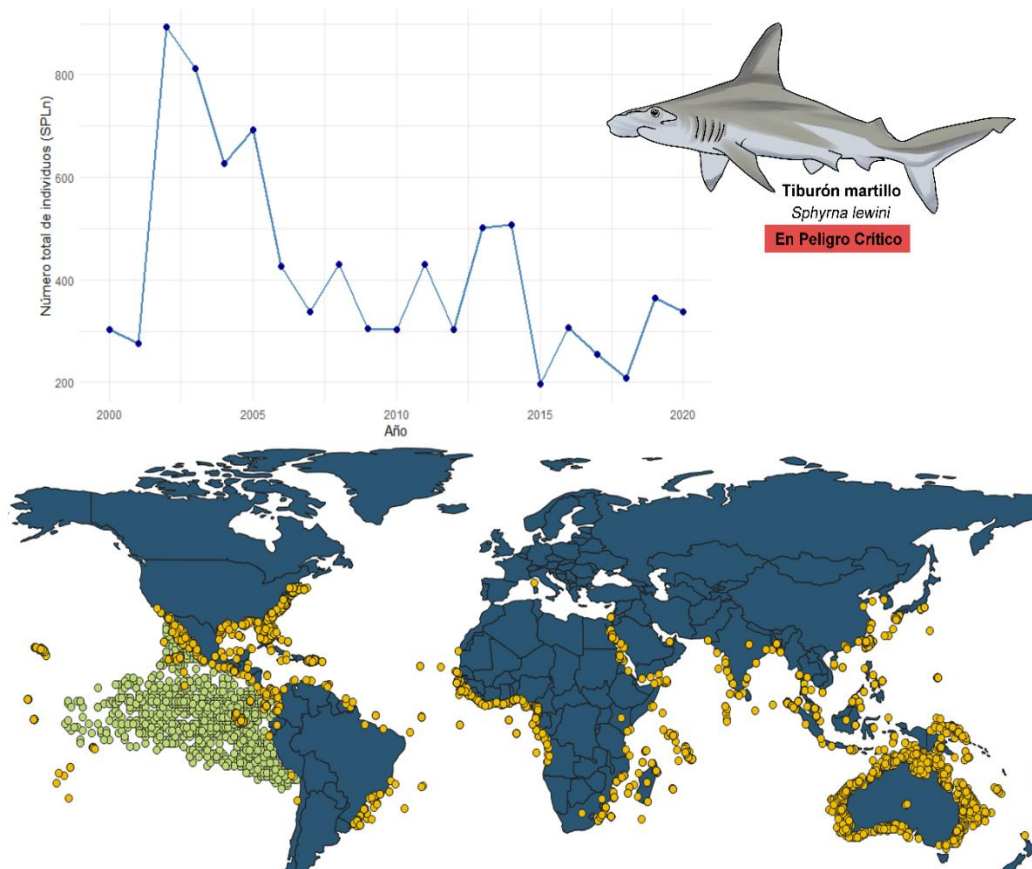 Número total de individuos (SPLn)
800
600
400
200
2000
2005
2010
2015
2020
Año
Tiburón martillo
Sphyrna lewini
En Peligro Crítico